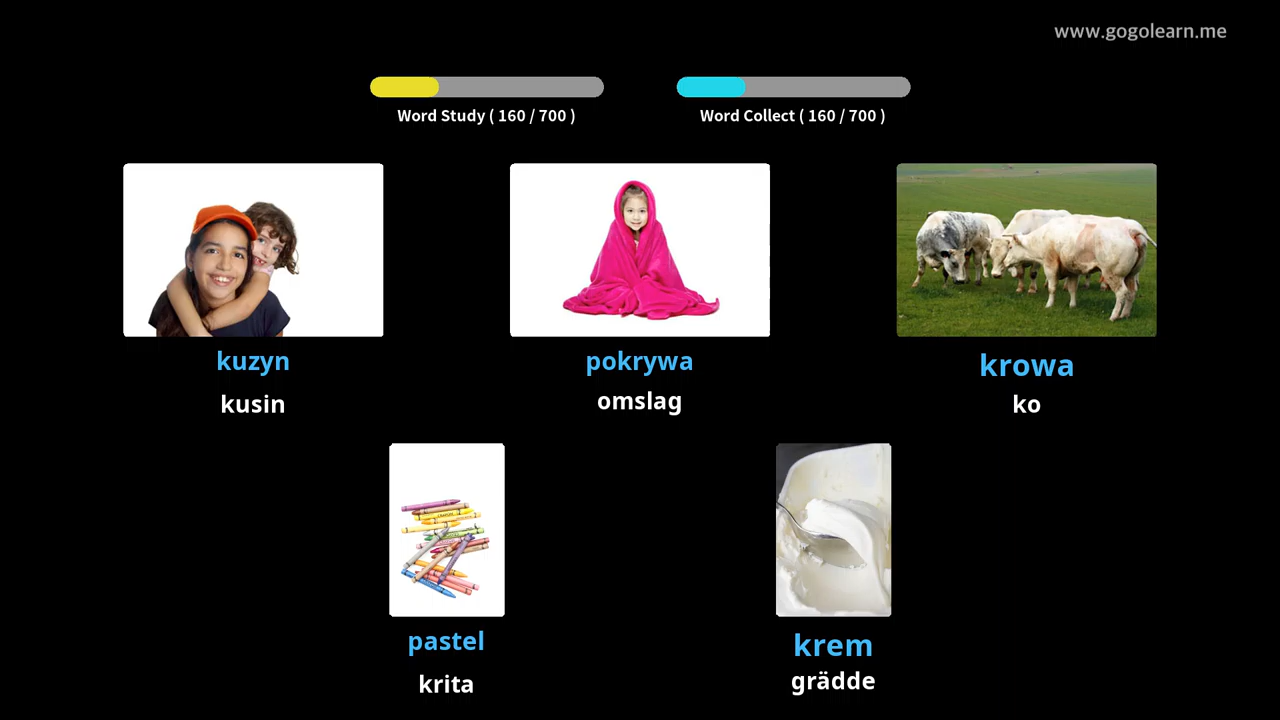 www.gogolearn.me
Word Study ( 160 / 700 )
Word Collect ( 160 / 700 )
kuzyn
pokrywa
krowa
kusin
omslag
ko
pastel
krem
krita
grädde